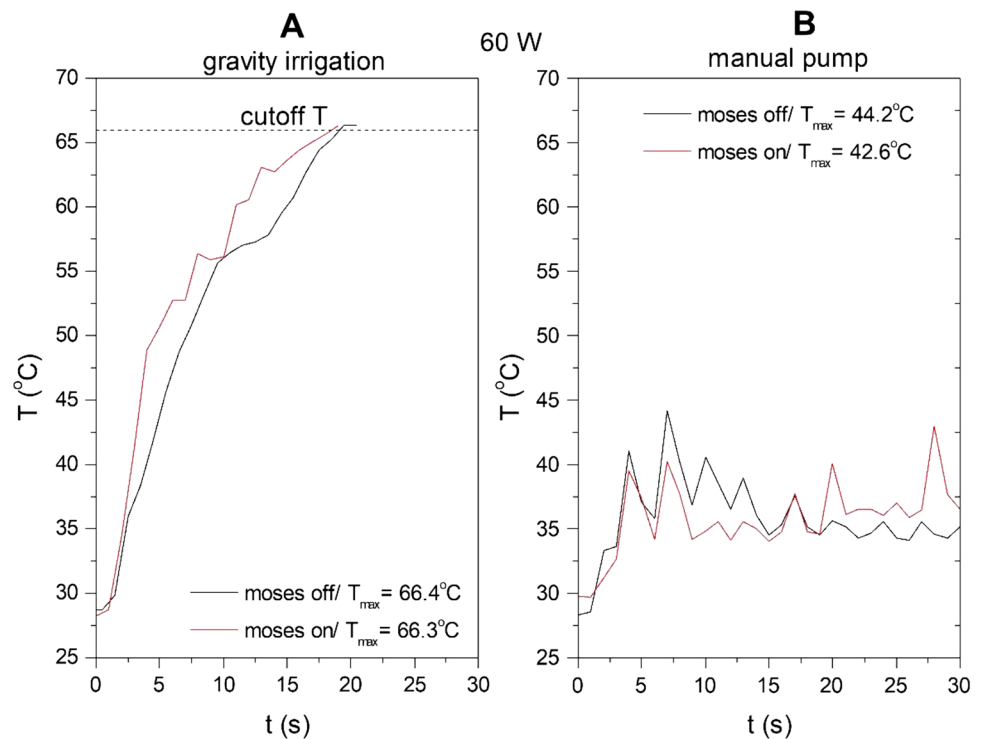 A
gravity irrigation
60 W
B
manual pump
70
65
60
55
50
45
40
35
30
25
T (°C)
cutoff T
moses off/ Tmax = 66.4°C
moses on/ Tmax = 66.3°C
0 5 10 15 20 25 30
t (s)
70
65
60
55
50
45
40
35
30
25
T (°C)
moses off/ Tmax = 44.2°C
moses on/ Tmax = 42.6°C
0 5 10 15 20 25 30
t (s)